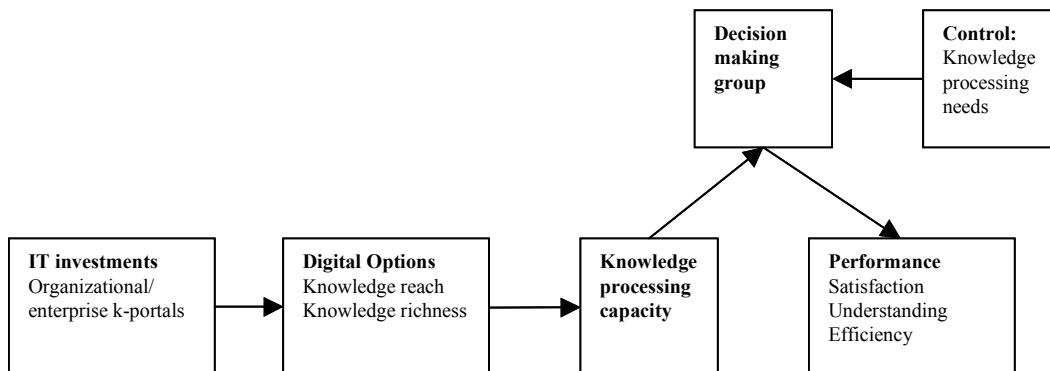 Decision
making
group
Control:
Knowledge
processing
needs
IT investments
Organizational/
enterprise k-portals
Digital Options
Knowledge reach
Knowledge richness
Knowledge
processing
capacity
Performance
Satisfaction
Understanding
Efficiency